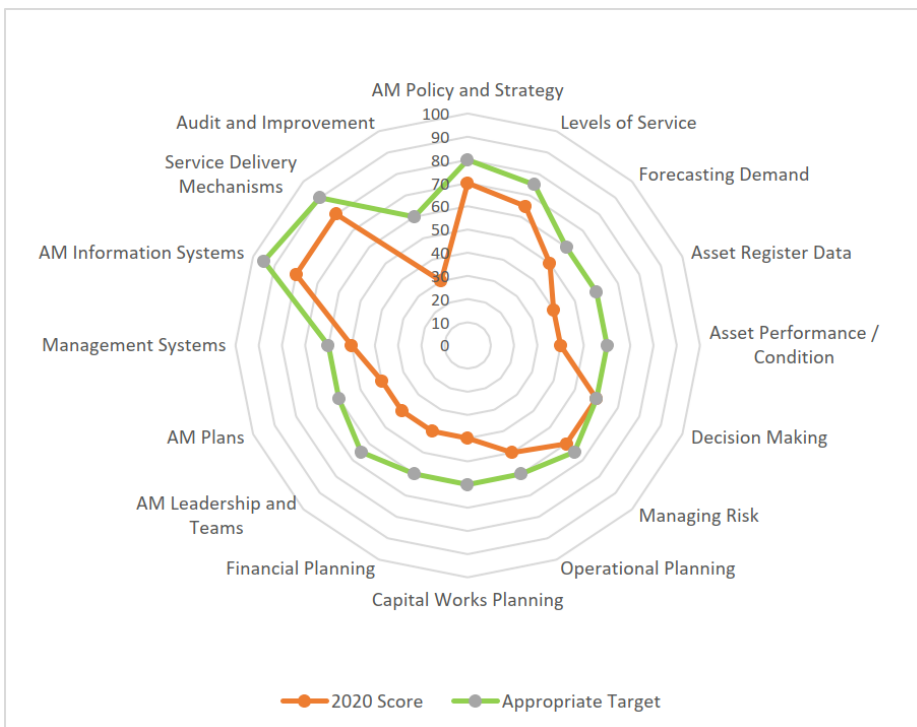 AM Policy and Strategy
Audit and Improvement
100
Levels of Service
90
Service Delivery
Mechanisms
80
Forecasting Demand
70
60
AM Information Systems
50
Asset Register Data
40
30
20
10
Management Systems
0
Asset Performance /
Condition
AM Plans
Decision Making
AM Leadership and
Teams
Managing Risk
Financial Planning
Operational Planning
Capital Works Planning
2020 Score
Appropriate Target